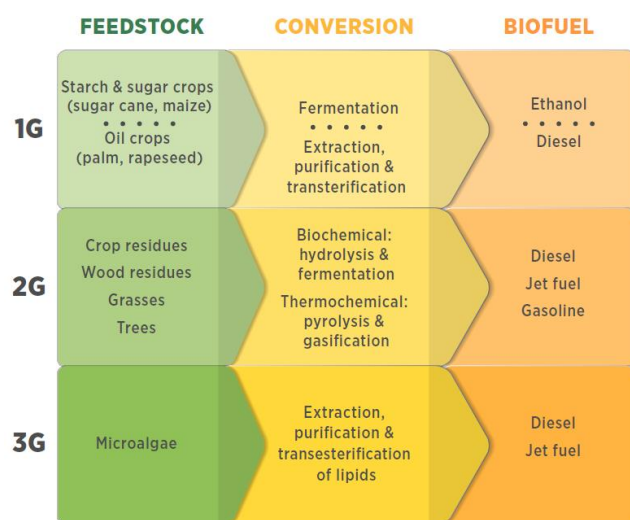 FEEDSTOCK
CONVERSION
BIOFUEL
1G
Starch & sugar crops
(sugar cane, maize)
Oil crops
(palm, rapeseed)
Fermentation
Extraction,
purification &
transterification
Ethanol
Diesel
2G
Crop residues
Wood residues
Grasses
Trees
Biochemical:
hydrolysis &
fermentation
Thermochemical:
pyrolysis &
gasification
Diesel
Jet fuel
Gasoline
3G
Microalgae
Extraction,
purification &
transesterification
of lipids
Diesel
Jet fuel